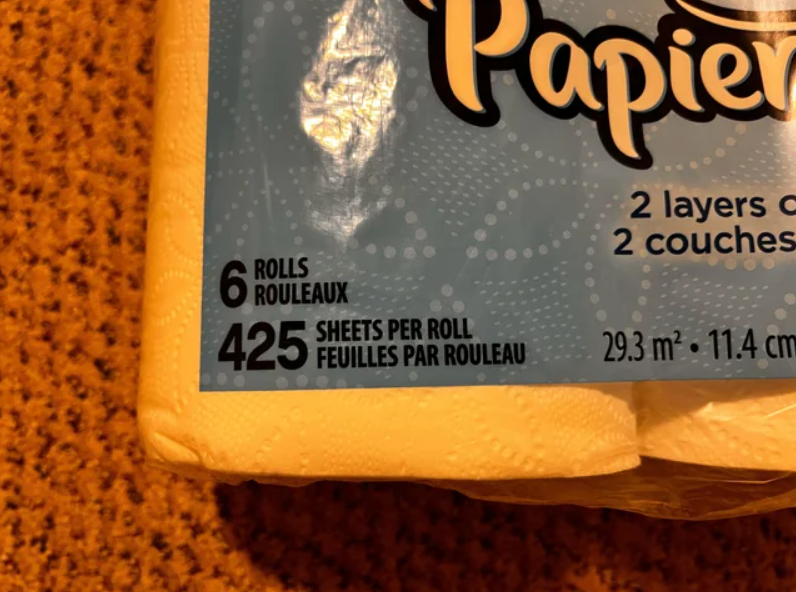 Papier
2 layers
2 couches
6 ROLLS
ROULEAUX
425 SHEETS PER ROLL
FEUILLES PAR ROULEAU
29.3 m² • 11.4 cm